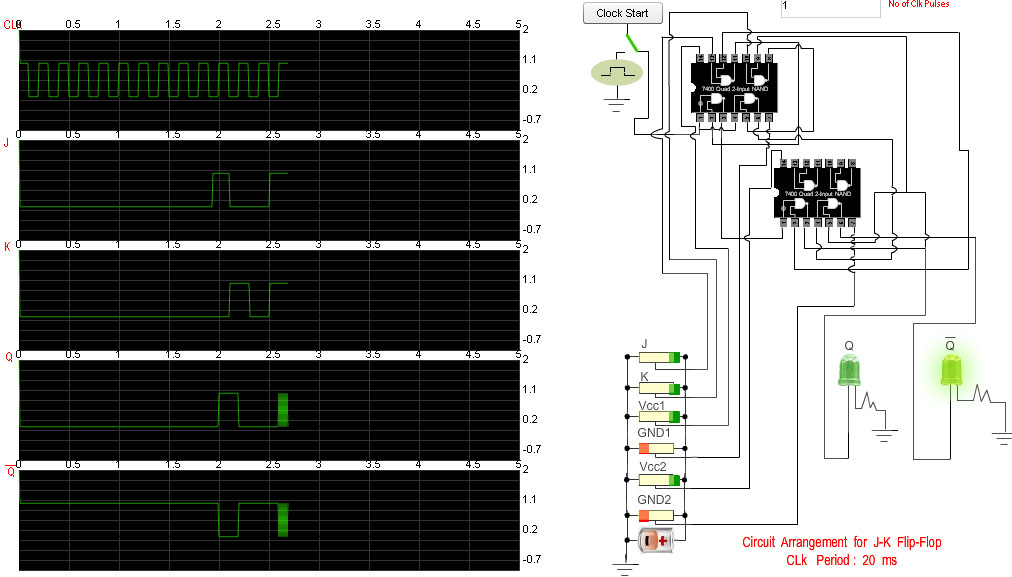 CLK
0 0.5 1 1.5 2 2.5 3 3.5 4 4.5 5
2
1.1
0.2
-0.7
J
0 0.5 1 1.5 2 2.5 3 3.5 4 4.5 5
2
1.1
0.2
-0.7
K
0 0.5 1 1.5 2 2.5 3 3.5 4 4.5 5
2
1.1
0.2
-0.7
Q
0 0.5 1 1.5 2 2.5 3 3.5 4 4.5 5
2
1.1
0.2
-0.7
Q̅
0 0.5 1 1.5 2 2.5 3 3.5 4 4.5 5
2
1.1
0.2
-0.7
Clock Start
1
No of Clk Pulses
7400 Quad 2-Input NAND
7400 Quad 2-Input NAND
J
K
Vcc1
GND1
Vcc2
GND2
Q
Q̅
Circuit Arrangement for J-K Flip-Flop
CLk Period : 20 ms